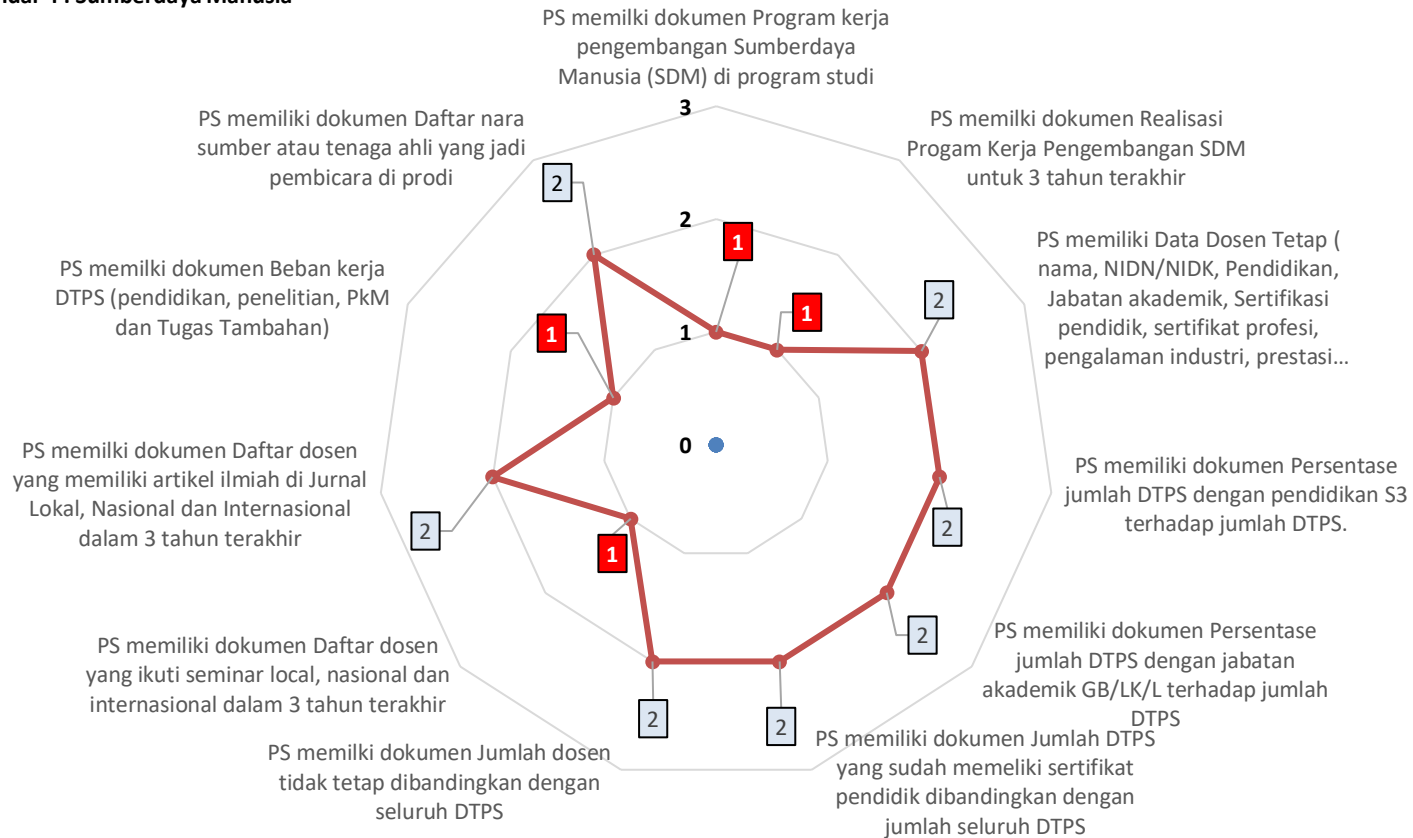 Sumberdaya Manusia
PS memilki dokumen Program kerja
pengembangan Sumberdaya
Manusia (SDM) di program studi
PS memilki dokumen Realisasi
Progam Kerja Pengembangan SDM
untuk 3 tahun terakhir
PS memiliki Data Dosen Tetap (
nama, NIDN/NIDK, Pendidikan,
Jabatan akademik, Sertifikasi
pendidik, sertifikat profesi,
pengalaman industri, prestasi...
PS memiliki dokumen Persentase
jumlah DTPS dengan pendidikan S3
terhadap jumlah DTPS.
PS memiliki dokumen Persentase
jumlah DTPS dengan jabatan
akademik GB/LK/L terhadap jumlah
DTPS
PS memiliki dokumen Jumlah DTPS
yang sudah memeliki sertifikat
pendidik dibandingkan dengan
jumlah seluruh DTPS
PS memilki dokumen Jumlah dosen
tidak tetap dibandingkan dengan
seluruh DTPS
PS memiliki dokumen Daftar dosen
yang ikuti seminar local, nasional dan
internasional dalam 3 tahun terakhir
PS memilki dokumen Daftar dosen
yang memiliki artikel ilmiah di Jurnal
Lokal, Nasional dan Internasional
dalam 3 tahun terakhir
PS memilki dokumen Beban kerja
DTPS (pendidikan, penelitian, PkM
dan Tugas Tambahan)
PS memiliki dokumen Daftar nara
sumber atau tenaga ahli yang jadi
pembicara di prodi
3
2
1
0
1
1
2
2
2
2
2
1
2
1
2